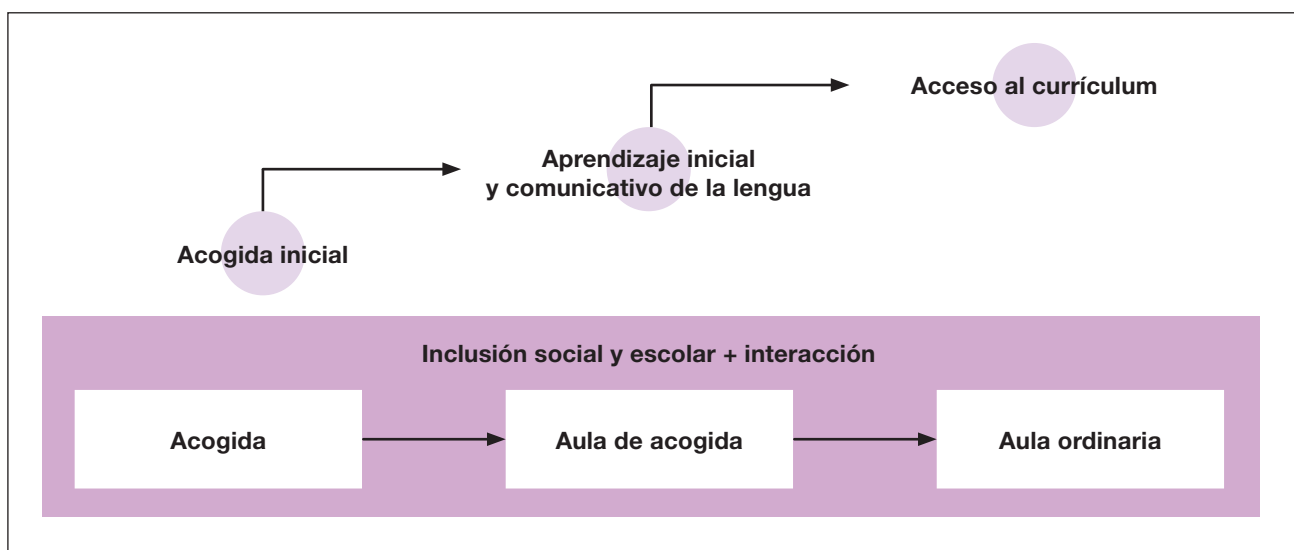 Acceso al currículum
Aprendizaje inicial
y comunicativo de la lengua
Acogida inicial
Inclusión social y escolar + interacción
Acogida
Aula de acogida
Aula ordinaria